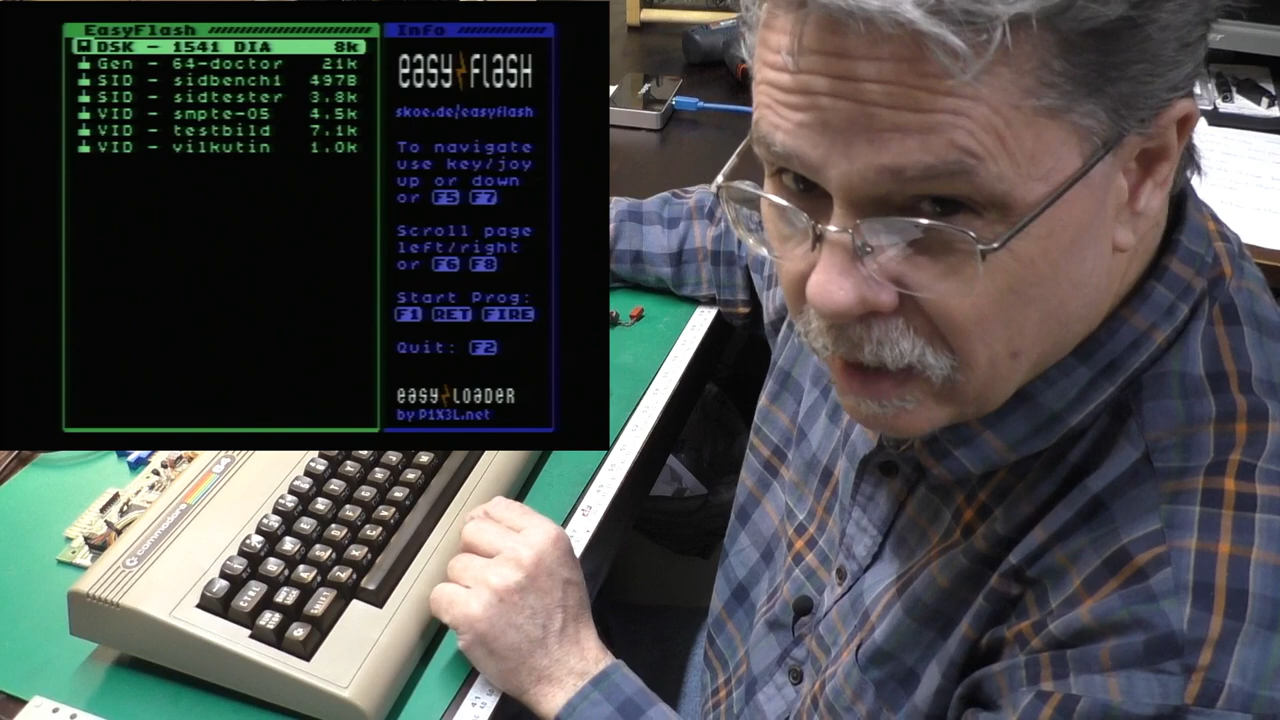 EasyFlash
DSK - 1541 DIA 8k
Gen - 64-doctor 21k
SID - sidbench1 497B
SID - sidtester 3.8k
VID - smpte-05 4.5k
VID - testbild 7.1k
VID - vilkutin 1.0k
Info
easy flash
skoe.de/easyflash
To navigate
use key/joy
up or down
or F5 F7
Scroll page
left/right
or F6 F8
Start Prog:
F1 RET FIRE
Quit: F2
easy loader
by P1X3L.net
commodore 64
CTRL
SHIFT